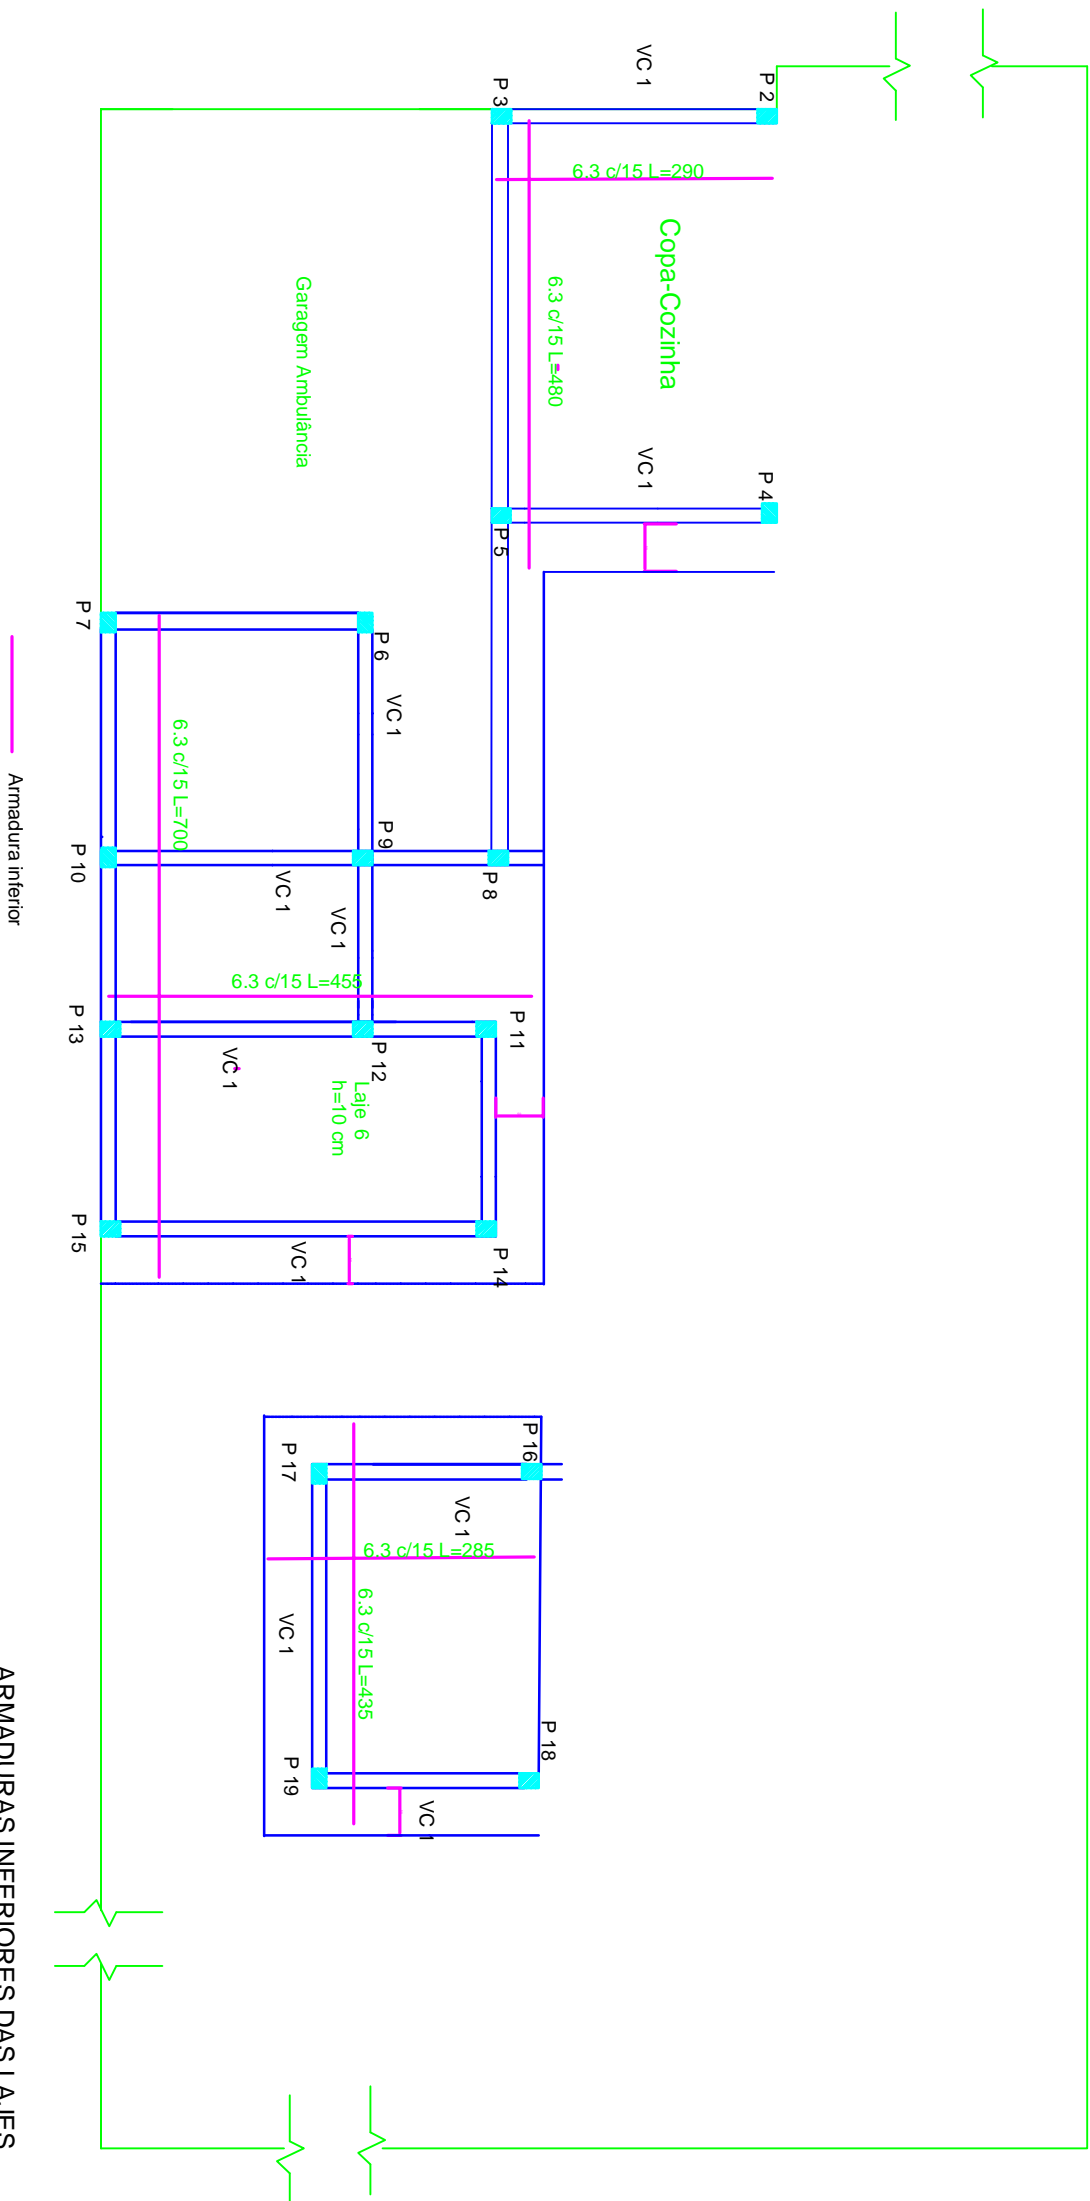 VC 1
P 2
P 3
6.3 c/15 L=290
Copa-Cozinha
6.3 c/15 L=480
Garagem Ambulância
VC 1
P 4
P 5
P 7
P 6
VC 1
6.3 c/15 L=700
Armadura inferior
P 9
P 10
VC 1
P 8
VC 1
6.3 c/15 L=455
P 13
P 11
P 12
VC 1
Laje 6
h=10 cm
P 15
VC 1
P 14
P 16
P 17
VC 1
6.3 c/15 L=285
6.3 c/15 L=435
VC 1
P 18
P 19
VC 1
ARMADURAS INFERIORES DAS LAJES